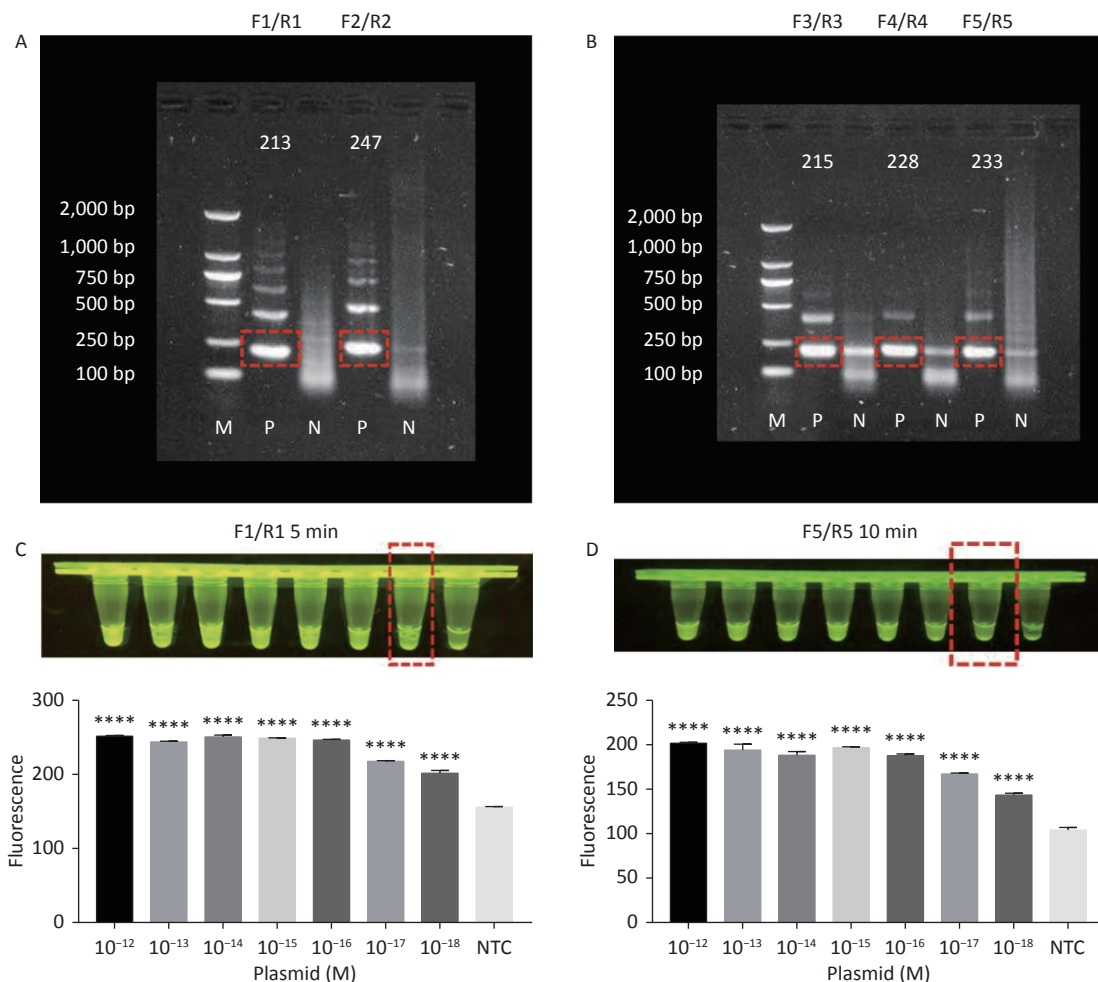 F1/R1 F2/R2
A
213 247
2,000 bp
1,000 bp
750 bp
500 bp
250 bp
100 bp
M P N P N
F3/R3 F4/R4 F5/R5
B
215 228 233
2,000 bp
1,000 bp
750 bp
500 bp
250 bp
100 bp
M P N P N P N
F1/R1 5 min
C
300
200
100
0
Fluorescence
**** **** **** **** **** **** ****
10⁻¹² 10⁻¹³ 10⁻¹⁴ 10⁻¹⁵ 10⁻¹⁶ 10⁻¹⁷ 10⁻¹⁸ NTC
Plasmid (M)
F5/R5 10 min
D
250
200
150
100
50
0
Fluorescence
**** **** **** **** **** **** ****
10⁻¹² 10⁻¹³ 10⁻¹⁴ 10⁻¹⁵ 10⁻¹⁶ 10⁻¹⁷ 10⁻¹⁸ NTC
Plasmid (M)